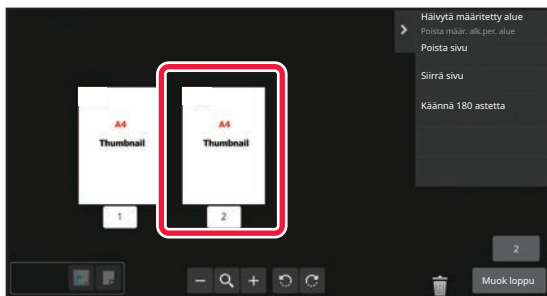 Häivytä määritetty alue
Poista määr. alk.per. alue
Poista sivu
Siirrä sivu
Käännä 180 astetta
A4
Thumbnail
1
A4
Thumbnail
2
2
Muok loppu